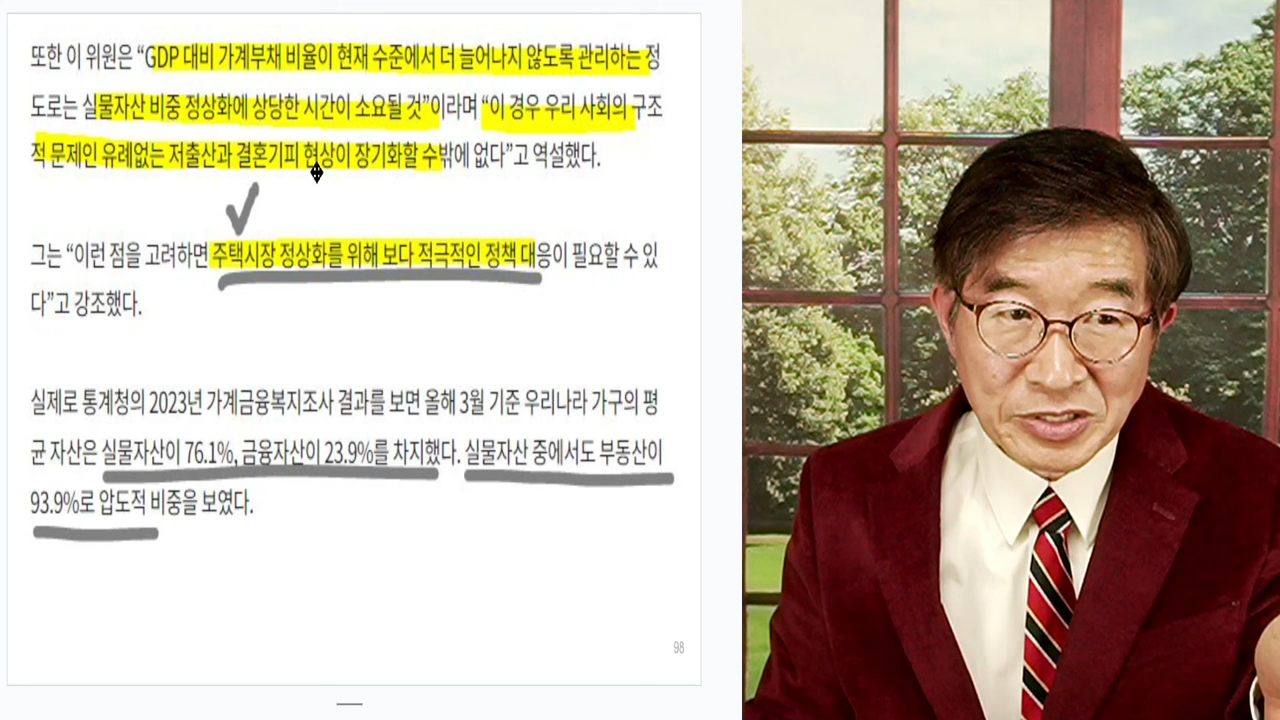 또한 이 위원은 “GDP 대비 가계부채 비율이 현재 수준에서 더 늘어나지 않도록 관리하는 정
도로는 실물자산 비중 정상화에 상당한 시간이 소요될 것”이라며 “이 경우 우리 사회의 구조
적 문제인 유례없는 저출산과 결혼기피 현상이 장기화할 수밖에 없다”고 역설했다.
그는 “이런 점을 고려하면 주택시장 정상화를 위해 보다 적극적인 정책 대응이 필요할 수 있
다”고 강조했다.
실제로 통계청의 2023년 가계금융복지조사 결과를 보면 올해 3월 기준 우리나라 가구의 평
균 자산은 실물자산이 76.1%, 금융자산이 23.9%를 차지했다. 실물자산 중에서도 부동산이
93.9%로 압도적 비중을 보였다.
98